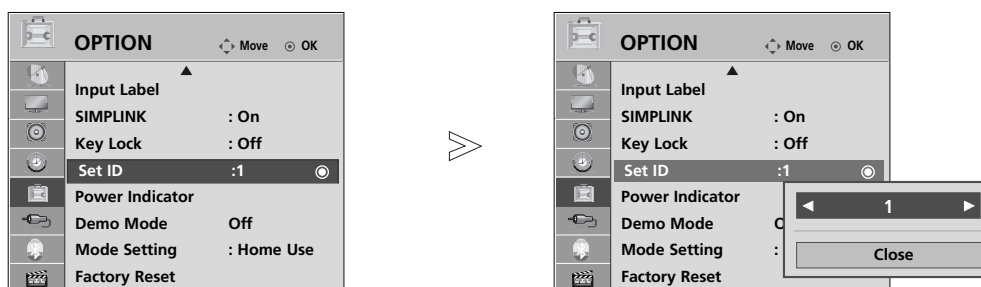 OPTION Move OK
Input Label
SIMPLINK : On
Key Lock : Off
Set ID :1
Power Indicator
Demo Mode Off
Mode Setting : Home Use
Factory Reset
OPTION Move OK
Input Label
SIMPLINK : On
Key Lock : Off
Set ID :1
Power Indicator
Demo Mode
Mode Setting :
Factory Reset
1
Close